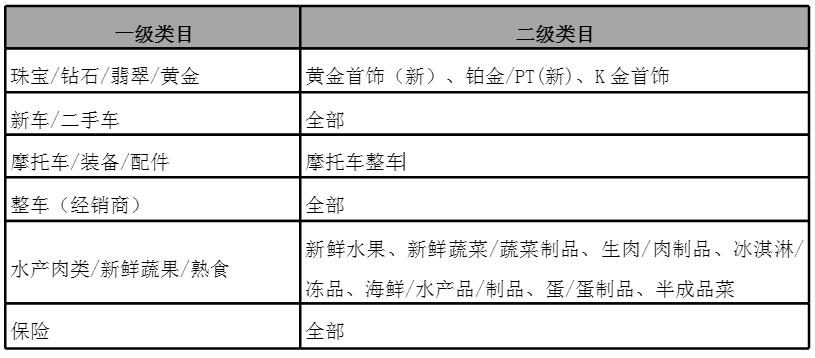 一级类目 二级类目
珠宝/钻石/翡翠/黄金 黄金首饰（新）、铂金/PT(新)、K金首饰
新车/二手车 全部
摩托车/装备/配件 摩托车整车
整车（经销商） 全部
水产肉类/新鲜蔬果/熟食 新鲜水果、新鲜蔬菜/蔬菜制品、生肉/肉制品、冰淇淋/
冻品、海鲜/水产品/制品、蛋/蛋制品、半成品菜
保险 全部